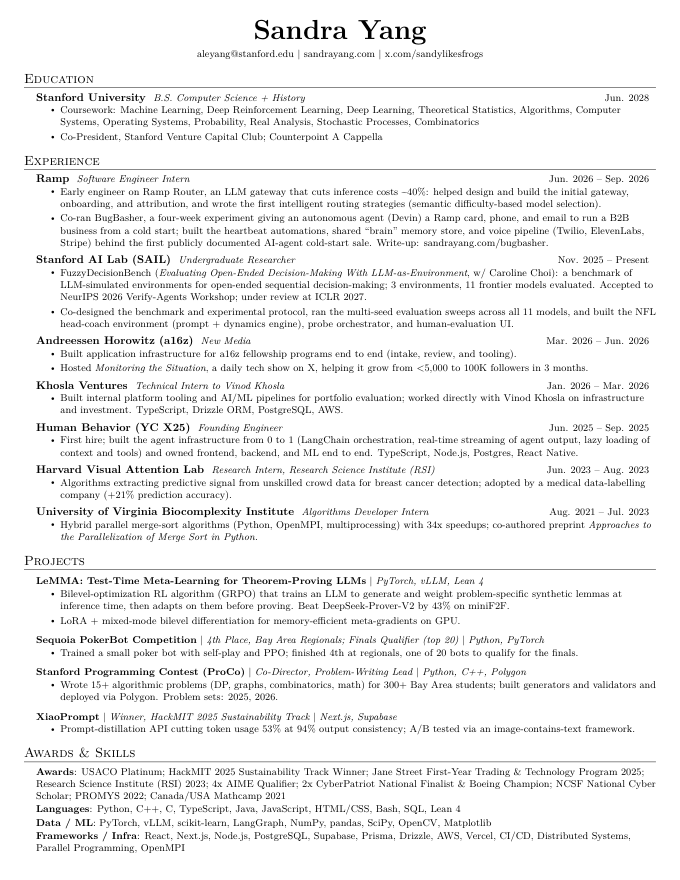 Sandra Yang
aleyang@stanford.edu | sandrayang.com | x.com/sandylikesfrogs
Education
Stanford University B.S. Computer Science + History Jun. 2028
• Coursework: Machine Learning, Deep Reinforcement Learning, Deep Learning, Theoretical Statistics, Algorithms, Computer
Systems, Operating Systems, Probability, Real Analysis, Stochastic Processes, Combinatorics
• Co-President, Stanford Venture Capital Club; Counterpoint A Cappella
Experience
Ramp Software Engineer Intern Jun. 2026 – Sep. 2026
• Early engineer on Ramp Router, an LLM gateway that cuts inference costs ~40%: helped design and build the initial gateway,
onboarding, and attribution, and wrote the first intelligent routing strategies (semantic difficulty-based model selection).
• Co-ran BugBasher, a four-week experiment giving an autonomous agent (Devin) a Ramp card, phone, and email to run a B2B
business from a cold start; built the heartbeat automations, shared “brain” memory store, and voice pipeline (Twilio, ElevenLabs,
Stripe) behind the first publicly documented AI-agent cold-start sale. Write-up: sandrayang.com/bugbasher.
Stanford AI Lab (SAIL) Undergraduate Researcher Nov. 2025 – Present
• FuzzyDecisionBench (Evaluating Open-Ended Decision-Making With LLM-as-Environment, w/ Caroline Choi): a benchmark of
LLM-simulated environments for open-ended sequential decision-making; 3 environments, 11 frontier models evaluated. Accepted to
NeurIPS 2026 Verify-Agents Workshop; under review at ICLR 2027.
• Co-designed the benchmark and experimental protocol, ran the multi-seed evaluation sweeps across all 11 models, and built the NFL
head-coach environment (prompt + dynamics engine), probe orchestrator, and human-evaluation UI.
Andreessen Horowitz (a16z) New Media Mar. 2026 – Jun. 2026
• Built application infrastructure for a16z fellowship programs end to end (intake, review, and tooling).
• Hosted Monitoring the Situation, a daily tech show on X, helping it grow from <5,000 to 100K followers in 3 months.
Khosla Ventures Technical Intern to Vinod Khosla Jan. 2026 – Mar. 2026
• Built internal platform tooling and AI/ML pipelines for portfolio evaluation; worked directly with Vinod Khosla on infrastructure
and investment. TypeScript, Drizzle ORM, PostgreSQL, AWS.
Human Behavior (YC X25) Founding Engineer Jun. 2025 – Sep. 2025
• First hire; built the agent infrastructure from 0 to 1 (LangChain orchestration, real-time streaming of agent output, lazy loading of
context and tools) and owned frontend, backend, and ML end to end. TypeScript, Node.js, Postgres, React Native.
Harvard Visual Attention Lab Research Intern, Research Science Institute (RSI) Jun. 2023 – Aug. 2023
• Algorithms extracting predictive signal from unskilled crowd data for breast cancer detection; adopted by a medical data-labelling
company (+21% prediction accuracy).
University of Virginia Biocomplexity Institute Algorithms Developer Intern Aug. 2021 – Jul. 2023
• Hybrid parallel merge-sort algorithms (Python, OpenMPI, multiprocessing) with 34x speedups; co-authored preprint Approaches to
the Parallelization of Merge Sort in Python.
Projects
LeMMA: Test-Time Meta-Learning for Theorem-Proving LLMs | PyTorch, vLLM, Lean 4
• Bilevel-optimization RL algorithm (GRPO) that trains an LLM to generate and weight problem-specific synthetic lemmas at
inference time, then adapts on them before proving. Beat DeepSeek-Prover-V2 by 43% on miniF2F.
• LoRA + mixed-mode bilevel differentiation for memory-efficient meta-gradients on GPU.
Sequoia PokerBot Competition | 4th Place, Bay Area Regionals; Finals Qualifier (top 20) | Python, PyTorch
• Trained a small poker bot with self-play and PPO; finished 4th at regionals, one of 20 bots to qualify for the finals.
Stanford Programming Contest (ProCo) | Co-Director, Problem-Writing Lead | Python, C++, Polygon
• Wrote 15+ algorithmic problems (DP, graphs, combinatorics, math) for 300+ Bay Area students; built generators and validators and
deployed via Polygon. Problem sets: 2025, 2026.
XiaoPrompt | Winner, HackMIT 2025 Sustainability Track | Next.js, Supabase
• Prompt-distillation API cutting token usage 53% at 94% output consistency; A/B tested via an image-contains-text framework.
Awards & Skills
Awards: USACO Platinum; HackMIT 2025 Sustainability Track Winner; Jane Street First-Year Trading & Technology Program 2025;
Research Science Institute (RSI) 2023; 4x AIME Qualifier; 2x CyberPatriot National Finalist & Boeing Champion; NCSF National Cyber
Scholar; PROMYS 2022; Canada/USA Mathcamp 2021
Languages: Python, C++, C, TypeScript, Java, JavaScript, HTML/CSS, Bash, SQL, Lean 4
Data / ML: PyTorch, vLLM, scikit-learn, LangGraph, NumPy, pandas, SciPy, OpenCV, Matplotlib
Frameworks / Infra: React, Next.js, Node.js, PostgreSQL, Supabase, Prisma, Drizzle, AWS, Vercel, CI/CD, Distributed Systems,
Parallel Programming, OpenMPI